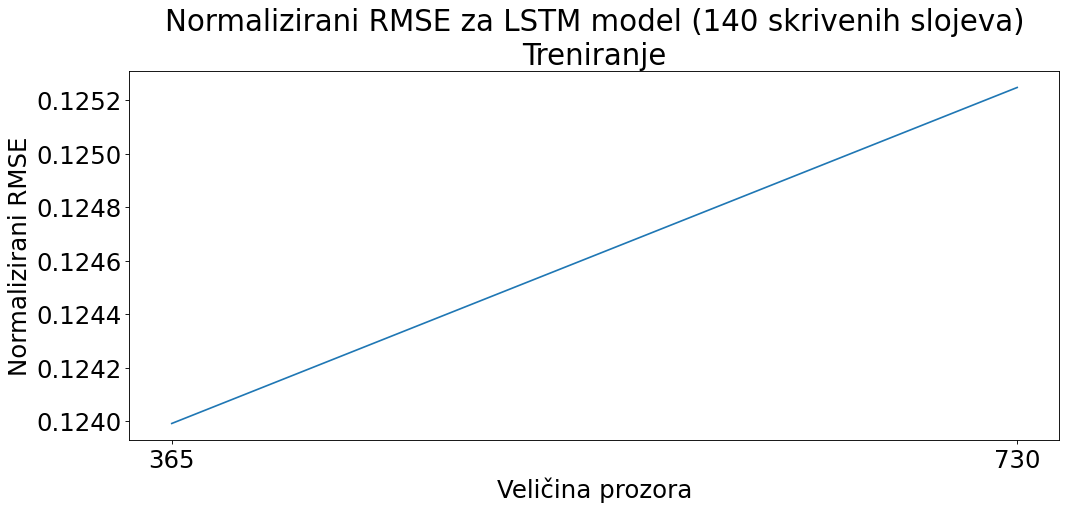 Normalizirani RMSE za LSTM model (140 skrivenih slojeva)
Treniranje
Normalizirani RMSE
0.1252
0.1250
0.1248
0.1246
0.1244
0.1242
0.1240
365 730
Veličina prozora